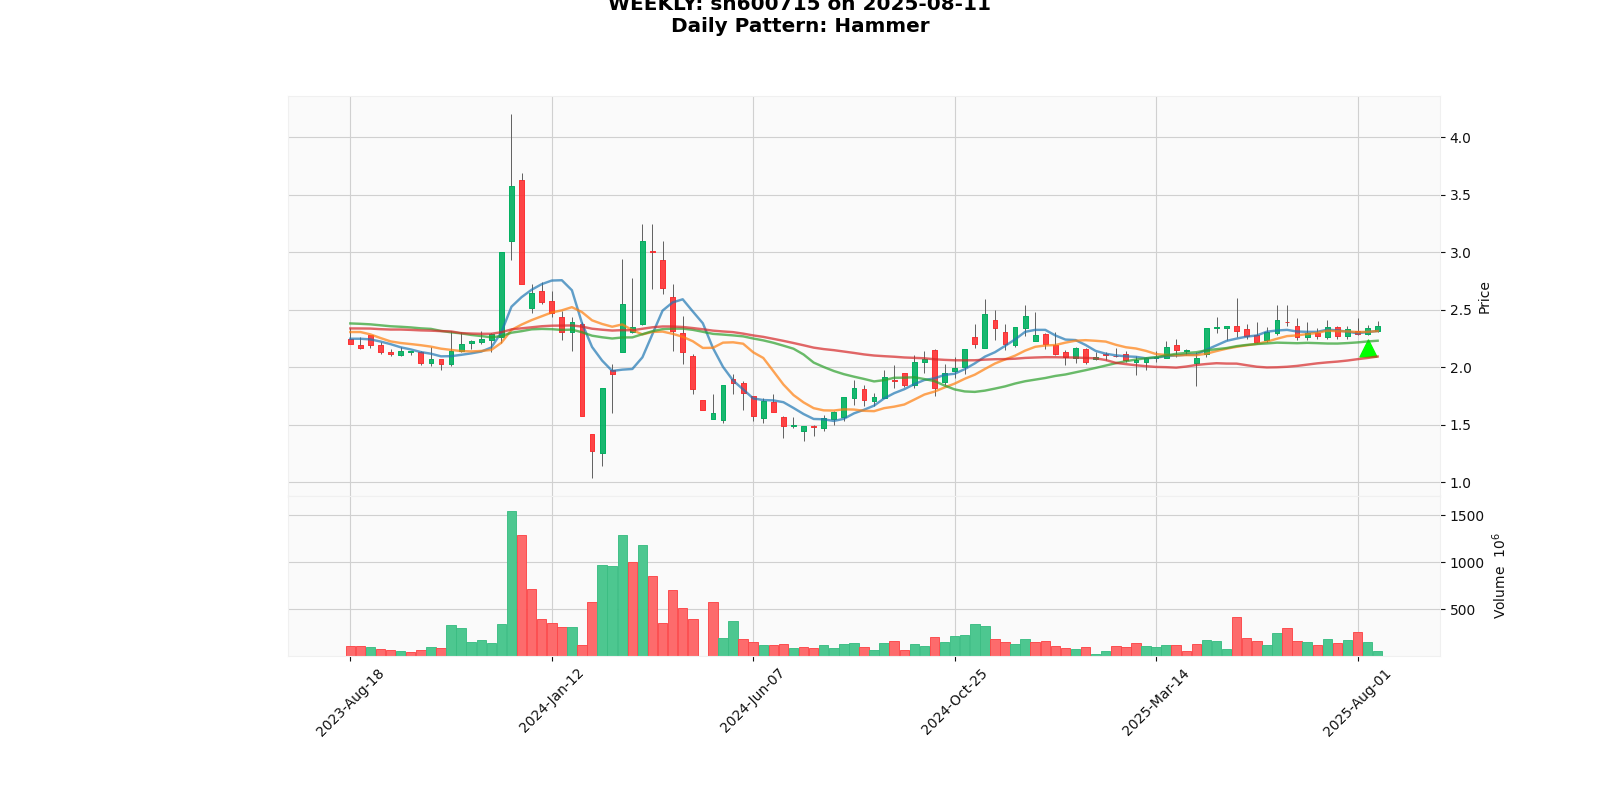 WEEKLY: sh600715 on 2025-08-11
Daily Pattern: Hammer
4.0
3.5
3.0
2.5
2.0
1.5
1.0
Price
1500
1000
500
Volume 10⁶
2023-Aug-18
2024-Jan-12
2024-Jun-07
2024-Oct-25
2025-Mar-14
2025-Aug-01